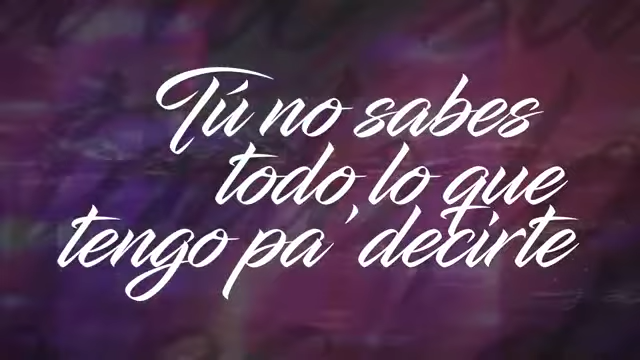 Tú no sabes
todo lo que
tengo pa' decirte